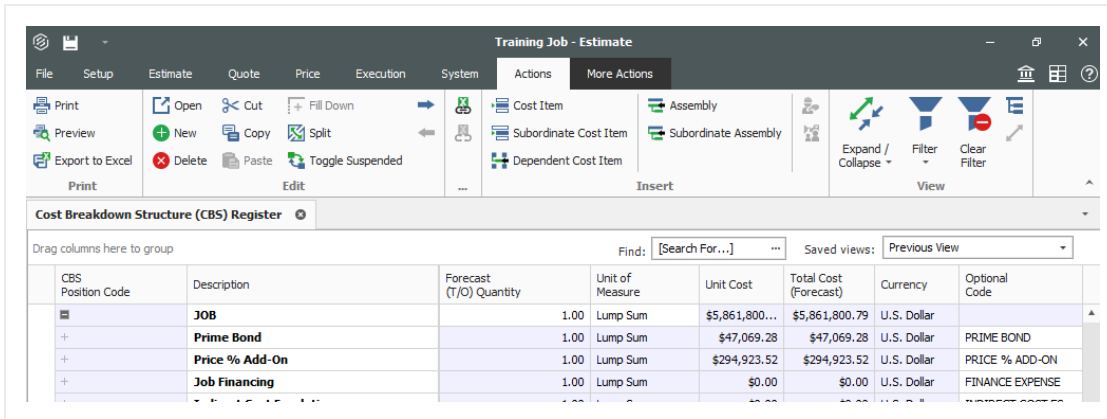 Training Job - Estimate
File Setup Estimate Quote Price Execution System Actions More Actions
Print Open Cut Fill Down Cost Item Assembly
Preview New Copy Split Subordinate Cost Item Subordinate Assembly
Export to Excel Delete Paste Toggle Suspended Dependent Cost Item
Expand / Collapse Filter Clear Filter
Print Edit ... Insert View
Cost Breakdown Structure (CBS) Register
Drag columns here to group Find: [Search For...] ... Saved views: Previous View
CBS Position Code Description Forecast (T/O) Quantity Unit of Measure Unit Cost Total Cost (Forecast) Currency Optional Code
JOB 1.00 Lump Sum $5,861,800... $5,861,800.79 U.S. Dollar
Prime Bond 1.00 Lump Sum $47,069.28 $47,069.28 U.S. Dollar PRIME BOND
Price % Add-On 1.00 Lump Sum $294,923.52 $294,923.52 U.S. Dollar PRICE % ADD-ON
Job Financing 1.00 Lump Sum $0.00 $0.00 U.S. Dollar FINANCE EXPENSE